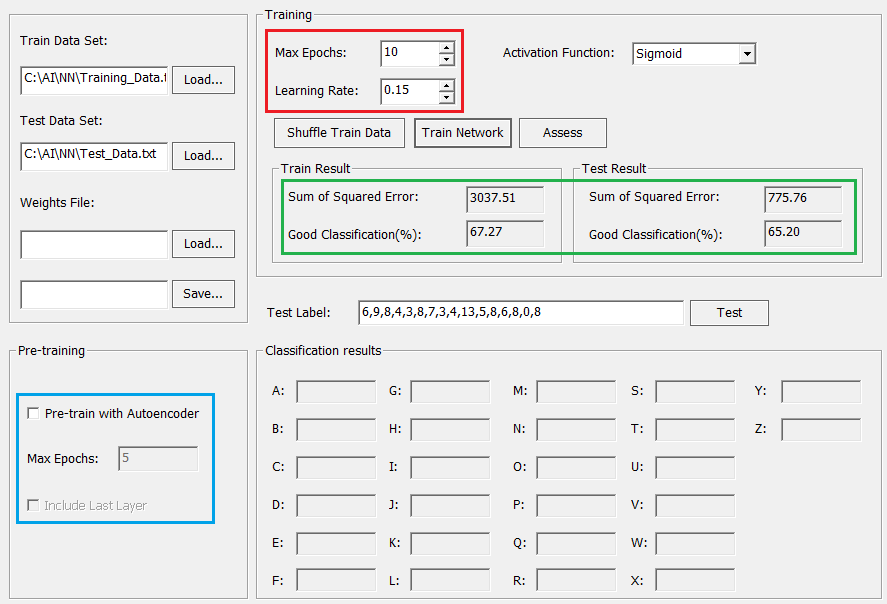 Train Data Set:
C:\AI\NN\Training_Data.t
Load...
Test Data Set:
C:\AI\NN\Test_Data.txt
Load...
Weights File:
Load...
Save...
Training
Max Epochs:
10
Activation Function:
Sigmoid
Learning Rate:
0.15
Shuffle Train Data
Train Network
Assess
Train Result
Sum of Squared Error:
3037.51
Good Classification(%):
67.27
Test Result
Sum of Squared Error:
775.76
Good Classification(%):
65.20
Test Label:
6,9,8,4,3,8,7,3,4,13,5,8,6,8,0,8
Test
Pre-training
Pre-train with Autoencoder
Max Epochs:
5
Include Last Layer
Classification results
A:
B:
C:
D:
E:
F:
G:
H:
I:
J:
K:
L:
M:
N:
O:
P:
Q:
R:
S:
T:
U:
V:
W:
X:
Y:
Z: